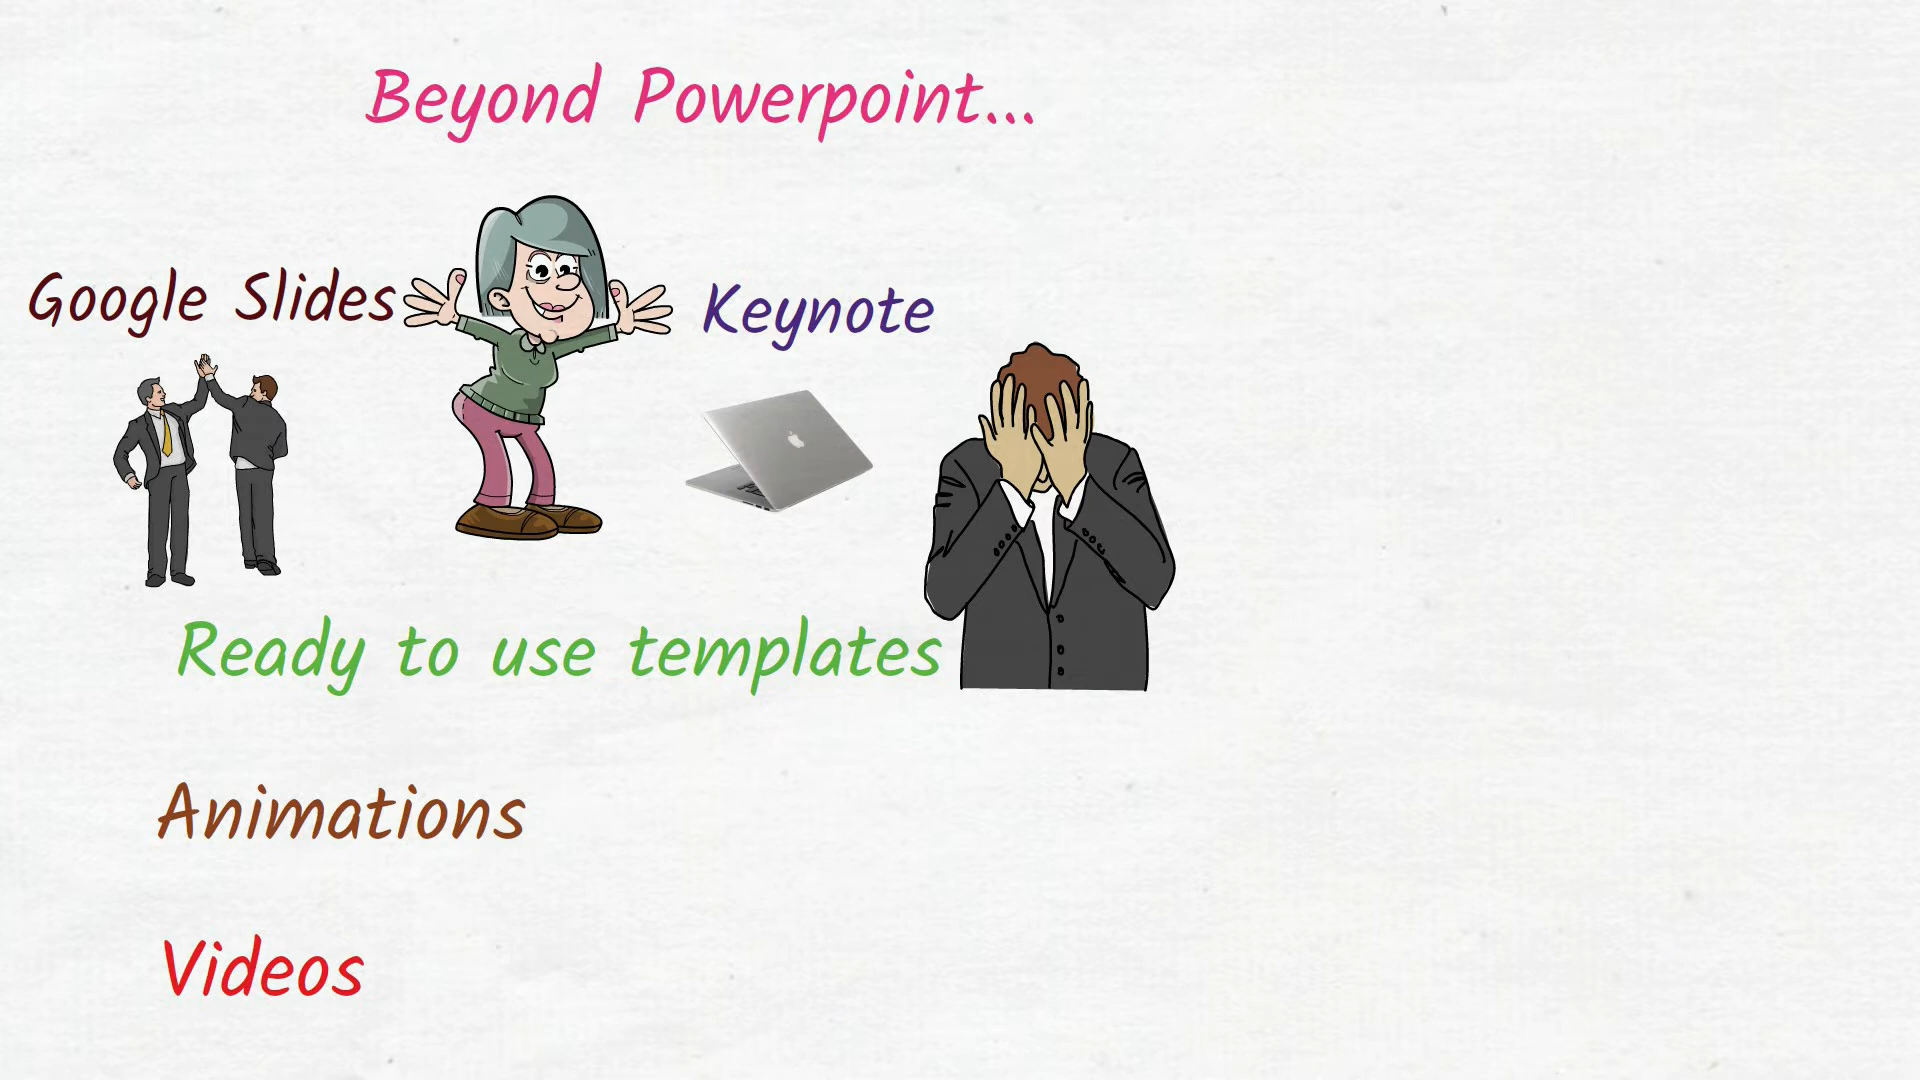 Beyond Powerpoint...
Google Slides
Keynote
Ready to use templates
Animations
Videos